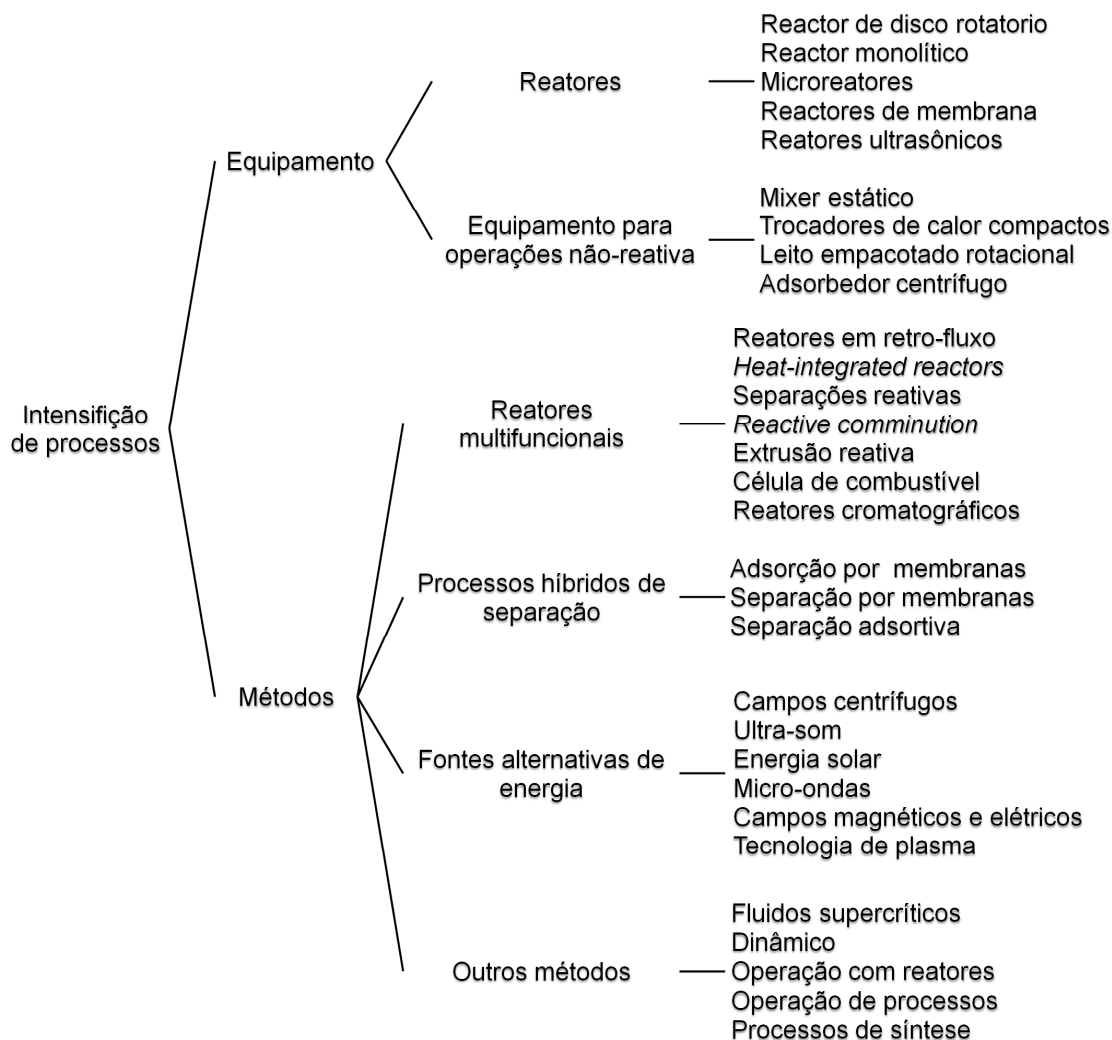 Intensifição
de processos
Equipamento
Reatores
Reactor de disco rotatorio
Reactor monolítico
Microreatores
Reactores de membrana
Reatores ultrasônicos
Equipamento para
operações não-reativa
Mixer estático
Trocadores de calor compactos
Leito empacotado rotacional
Adsorbedor centrífugo
Métodos
Reatores
multifuncionais
Reatores em retro-fluxo
Heat-integrated reactors
Separações reativas
Reactive comminution
Extrusão reativa
Célula de combustível
Reatores cromatográficos
Processos híbridos de
separação
Adsorção por membranas
Separação por membranas
Separação adsortiva
Fontes alternativas de
energia
Campos centrífugos
Ultra-som
Energia solar
Micro-ondas
Campos magnéticos e elétricos
Tecnologia de plasma
Outros métodos
Fluidos supercríticos
Dinâmico
Operação com reatores
Operação de processos
Processos de síntese